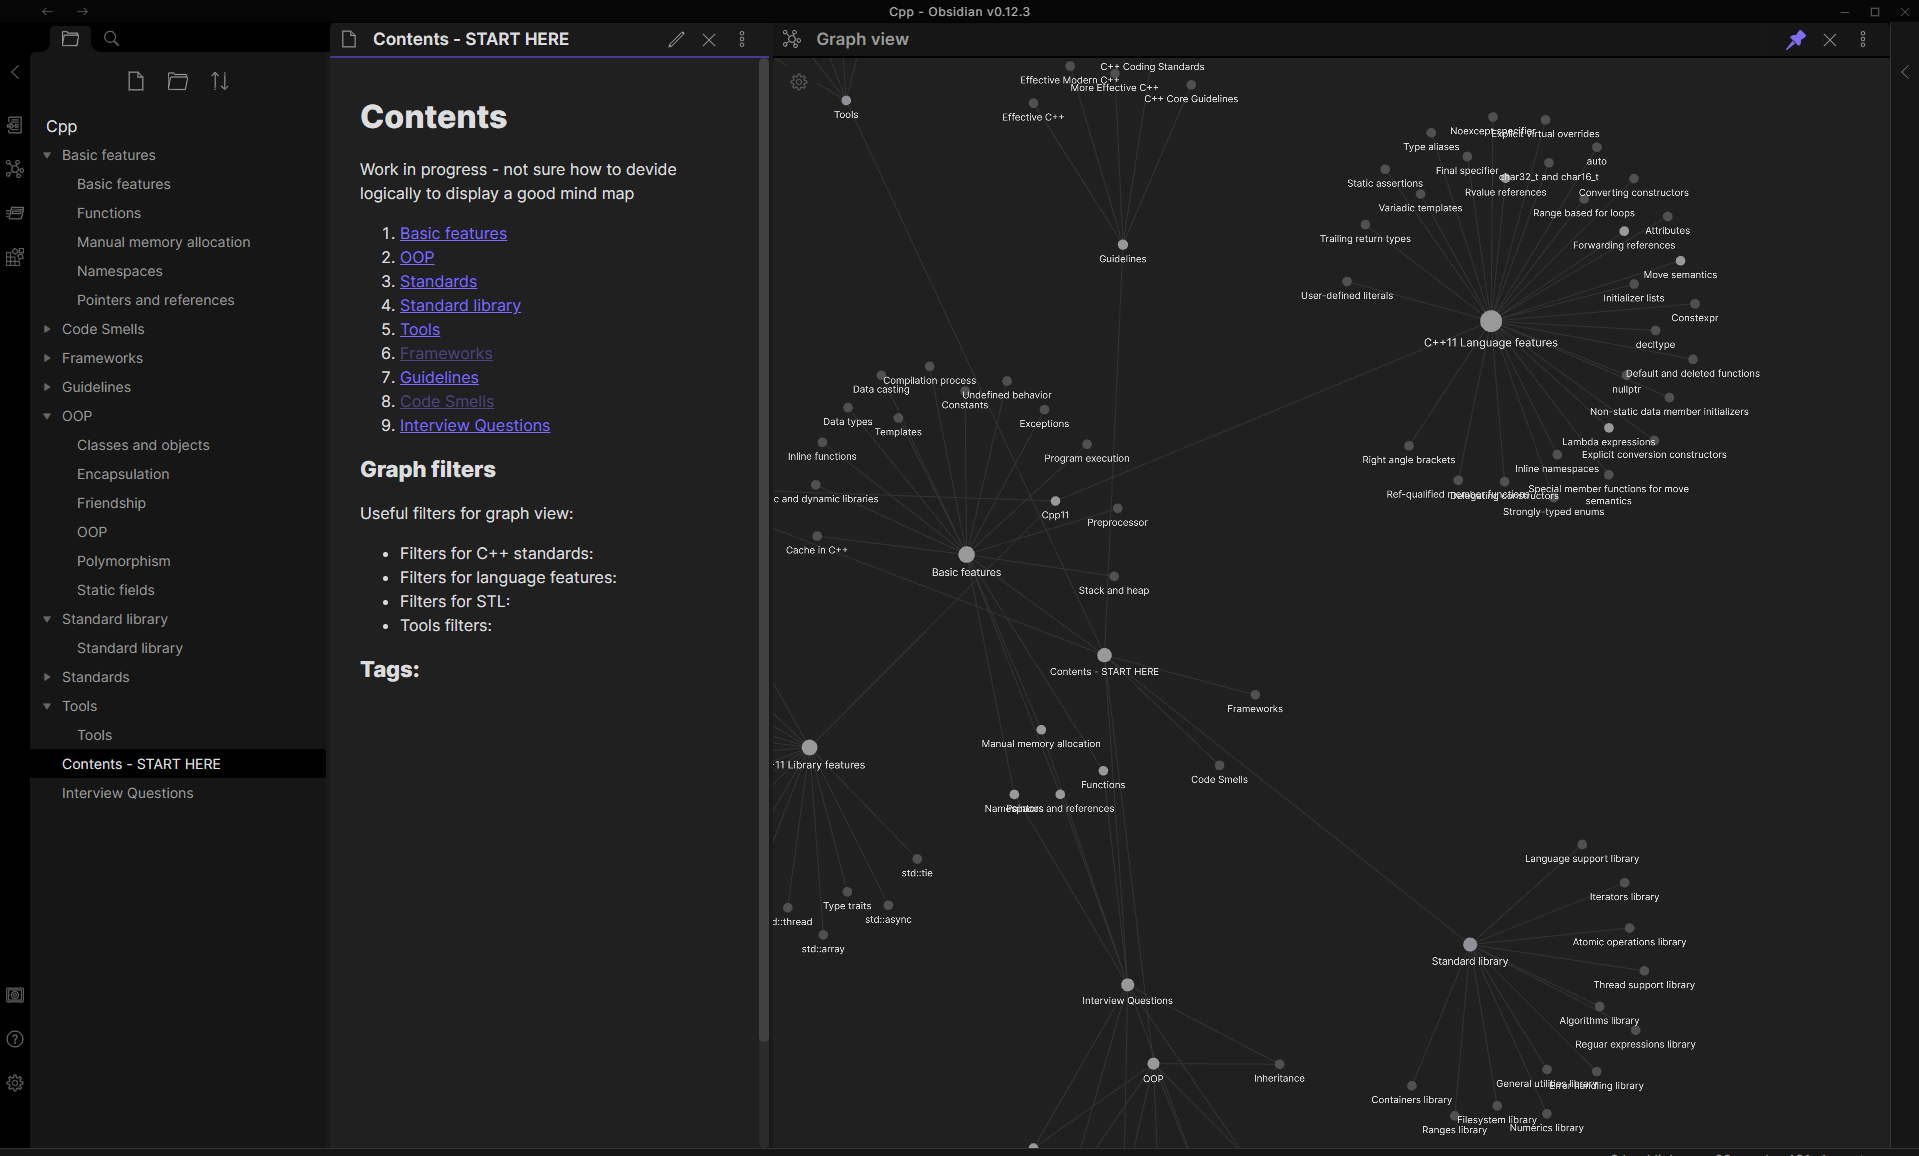 Cpp - Obsidian v0.12.3
Contents - START HERE
Graph view
Cpp
Basic features
Basic features
Functions
Manual memory allocation
Namespaces
Pointers and references
Code Smells
Frameworks
Guidelines
OOP
Classes and objects
Encapsulation
Friendship
OOP
Polymorphism
Static fields
Standard library
Standard library
Standards
Tools
Tools
Contents - START HERE
Interview Questions
Contents
Work in progress - not sure how to devide
logically to display a good mind map
1. Basic features
2. OOP
3. Standards
4. Standard library
5. Tools
6. Frameworks
7. Guidelines
8. Code Smells
9. Interview Questions
Graph filters
Useful filters for graph view:
• Filters for C++ standards:
• Filters for language features:
• Filters for STL:
• Tools filters:
Tags:
Tools
C++ Coding Standards
Effective Modern C++
More Effective C++
C++ Core Guidelines
Effective C++
Guidelines
Noexcept specifier
Explicit virtual overrides
Type aliases
auto
Final specifier
char32_t and char16_t
Static assertions
Rvalue references
Converting constructors
Variadic templates
Range based for loops
Attributes
Trailing return types
Forwarding references
Move semantics
User-defined literals
Initializer lists
Constexpr
C++11 Language features
decltype
Default and deleted functions
nullptr
Non-static data member initializers
Lambda expressions
Explicit conversion constructors
Right angle brackets
Inline namespaces
Special member functions for move
semantics
Ref-qualified member functions
Delegating constructors
Strongly-typed enums
Compilation process
Data casting
Undefined behavior
Constants
Data types
Templates
Exceptions
Inline functions
Program execution
c and dynamic libraries
Cpp11
Preprocessor
Cache in C++
Basic features
Stack and heap
Contents - START HERE
Frameworks
Manual memory allocation
11 Library features
Code Smells
Functions
Namespaces
Pointers and references
std::tie
Type traits
std::async
d::thread
std::array
Language support library
Iterators library
Atomic operations library
Standard library
Thread support library
Interview Questions
Algorithms library
Reguar expressions library
OOP
Inheritance
General utilities library
Error handling library
Containers library
Filesystem library
Ranges library
Numerics library